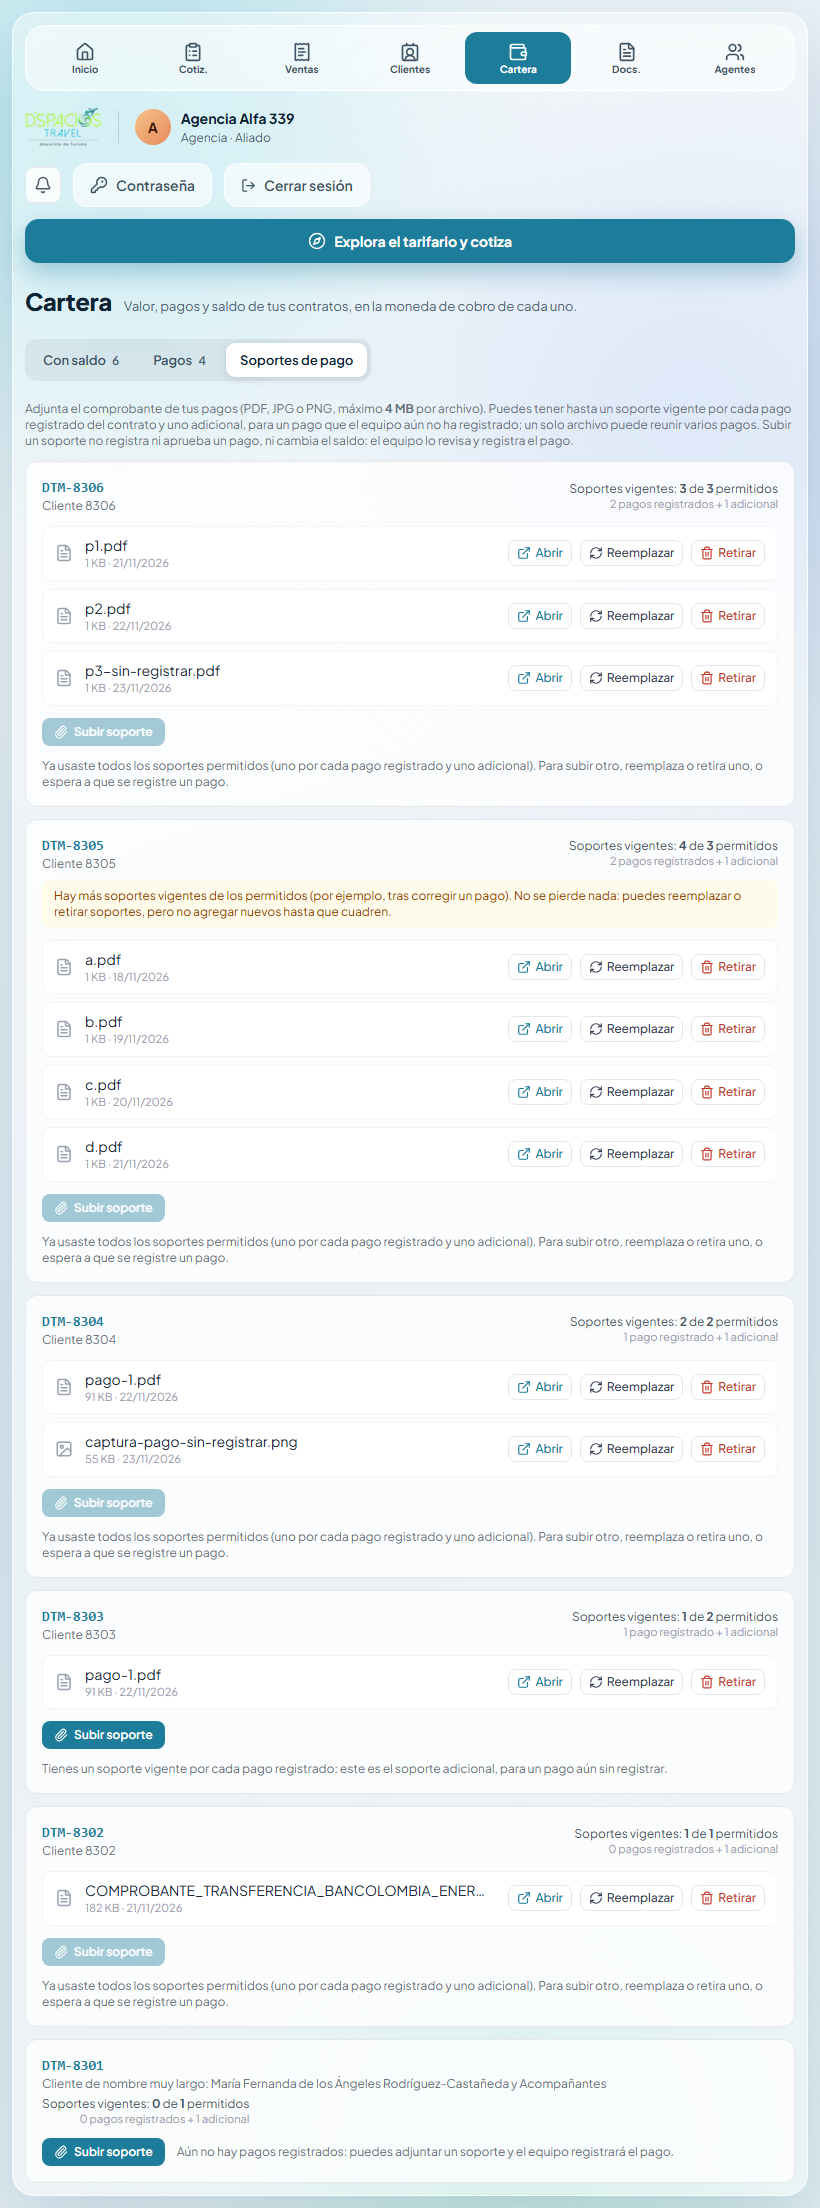 Inicio
Cotiz.
Ventas
Clientes
Cartera
Docs.
Agentes
D'SPACIOS
TRAVEL
Mayorista de Turismo
A
Agencia Alfa 339
Agencia · Aliado
Contraseña
Cerrar sesión
Explora el tarifario y cotiza
Cartera Valor, pagos y saldo de tus contratos, en la moneda de cobro de cada uno.
Con saldo 6
Pagos 4
Soportes de pago
Adjunta el comprobante de tus pagos (PDF, JPG o PNG, máximo 4 MB por archivo). Puedes tener hasta un soporte vigente por cada pago
registrado del contrato y uno adicional, para un pago que el equipo aún no ha registrado; un solo archivo puede reunir varios pagos. Subir
un soporte no registra ni aprueba un pago, ni cambia el saldo: el equipo lo revisa y registra el pago.
DTM-8306
Cliente 8306
Soportes vigentes: 3 de 3 permitidos
2 pagos registrados + 1 adicional
p1.pdf
1 KB · 21/11/2026
Abrir
Reemplazar
Retirar
p2.pdf
1 KB · 22/11/2026
Abrir
Reemplazar
Retirar
p3-sin-registrar.pdf
1 KB · 23/11/2026
Abrir
Reemplazar
Retirar
Subir soporte
Ya usaste todos los soportes permitidos (uno por cada pago registrado y uno adicional). Para subir otro, reemplaza o retira uno, o
espera a que se registre un pago.
DTM-8305
Cliente 8305
Soportes vigentes: 4 de 3 permitidos
2 pagos registrados + 1 adicional
Hay más soportes vigentes de los permitidos (por ejemplo, tras corregir un pago). No se pierde nada: puedes reemplazar o
retirar soportes, pero no agregar nuevos hasta que cuadren.
a.pdf
1 KB · 18/11/2026
Abrir
Reemplazar
Retirar
b.pdf
1 KB · 19/11/2026
Abrir
Reemplazar
Retirar
c.pdf
1 KB · 20/11/2026
Abrir
Reemplazar
Retirar
d.pdf
1 KB · 21/11/2026
Abrir
Reemplazar
Retirar
Subir soporte
Ya usaste todos los soportes permitidos (uno por cada pago registrado y uno adicional). Para subir otro, reemplaza o retira uno, o
espera a que se registre un pago.
DTM-8304
Cliente 8304
Soportes vigentes: 2 de 2 permitidos
1 pago registrado + 1 adicional
pago-1.pdf
91 KB · 22/11/2026
Abrir
Reemplazar
Retirar
captura-pago-sin-registrar.png
55 KB · 23/11/2026
Abrir
Reemplazar
Retirar
Subir soporte
Ya usaste todos los soportes permitidos (uno por cada pago registrado y uno adicional). Para subir otro, reemplaza o retira uno, o
espera a que se registre un pago.
DTM-8303
Cliente 8303
Soportes vigentes: 1 de 2 permitidos
1 pago registrado + 1 adicional
pago-1.pdf
91 KB · 22/11/2026
Abrir
Reemplazar
Retirar
Subir soporte
Tienes un soporte vigente por cada pago registrado: este es el soporte adicional, para un pago aún sin registrar.
DTM-8302
Cliente 8302
Soportes vigentes: 1 de 1 permitidos
0 pagos registrados + 1 adicional
COMPROBANTE_TRANSFERENCIA_BANCOLOMBIA_ENER...
182 KB · 21/11/2026
Abrir
Reemplazar
Retirar
Subir soporte
Ya usaste todos los soportes permitidos (uno por cada pago registrado y uno adicional). Para subir otro, reemplaza o retira uno, o
espera a que se registre un pago.
DTM-8301
Cliente de nombre muy largo: María Fernanda de los Ángeles Rodríguez-Castañeda y Acompañantes
Soportes vigentes: 0 de 1 permitidos
0 pagos registrados + 1 adicional
Subir soporte
Aún no hay pagos registrados: puedes adjuntar un soporte y el equipo registrará el pago.